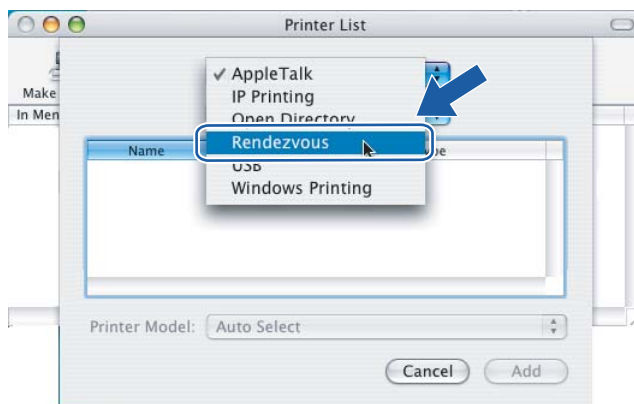 Printer List
Make
In Men
✓ AppleTalk
IP Printing
Open Directory
Rendezvous
USB
Windows Printing
Name
Printer Model: Auto Select
Cancel Add